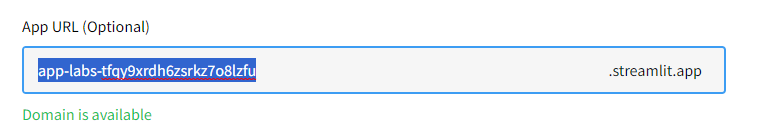 App URL (Optional)
app-labs-tfqy9xrdh6zsrkz7o8lzfu .streamlit.app
Domain is available